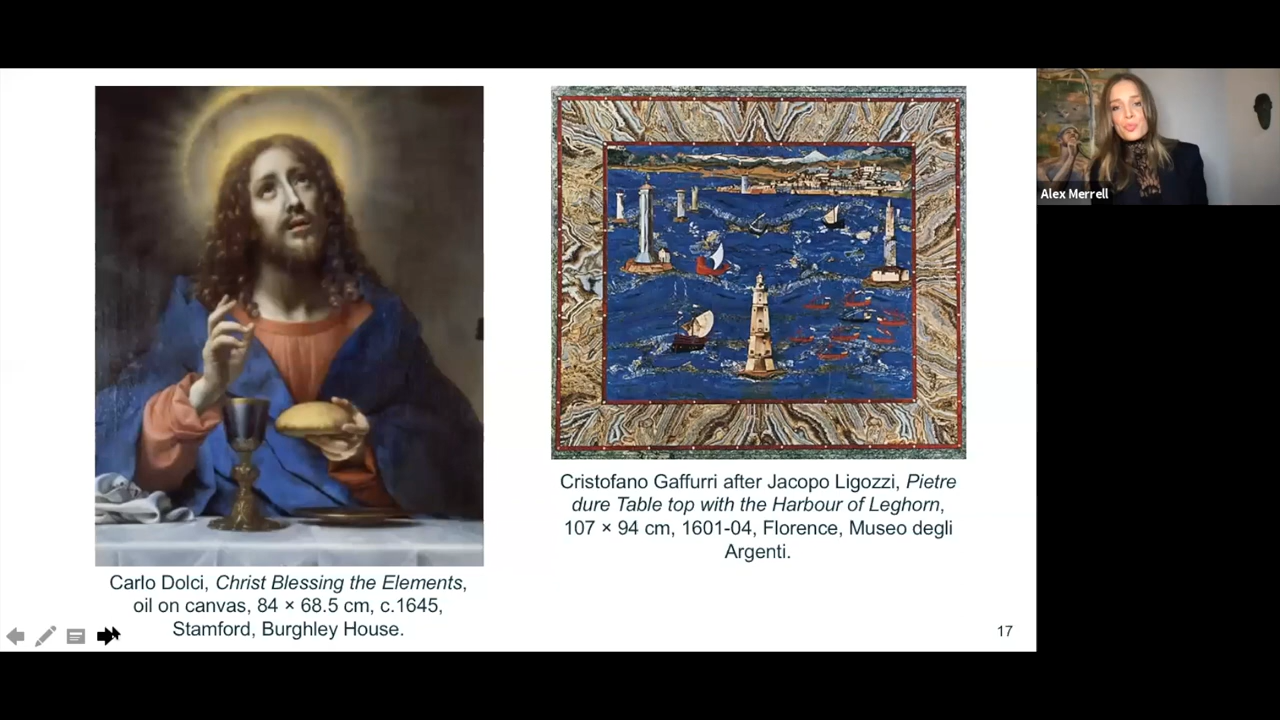 Alex Merrell
Cristofano Gaffurri after Jacopo Ligozzi, Pietre
dure Table top with the Harbour of Leghorn,
107 × 94 cm, 1601-04, Florence, Museo degli
Argenti.
Carlo Dolci, Christ Blessing the Elements,
oil on canvas, 84 × 68.5 cm, c.1645,
Stamford, Burghley House.
17